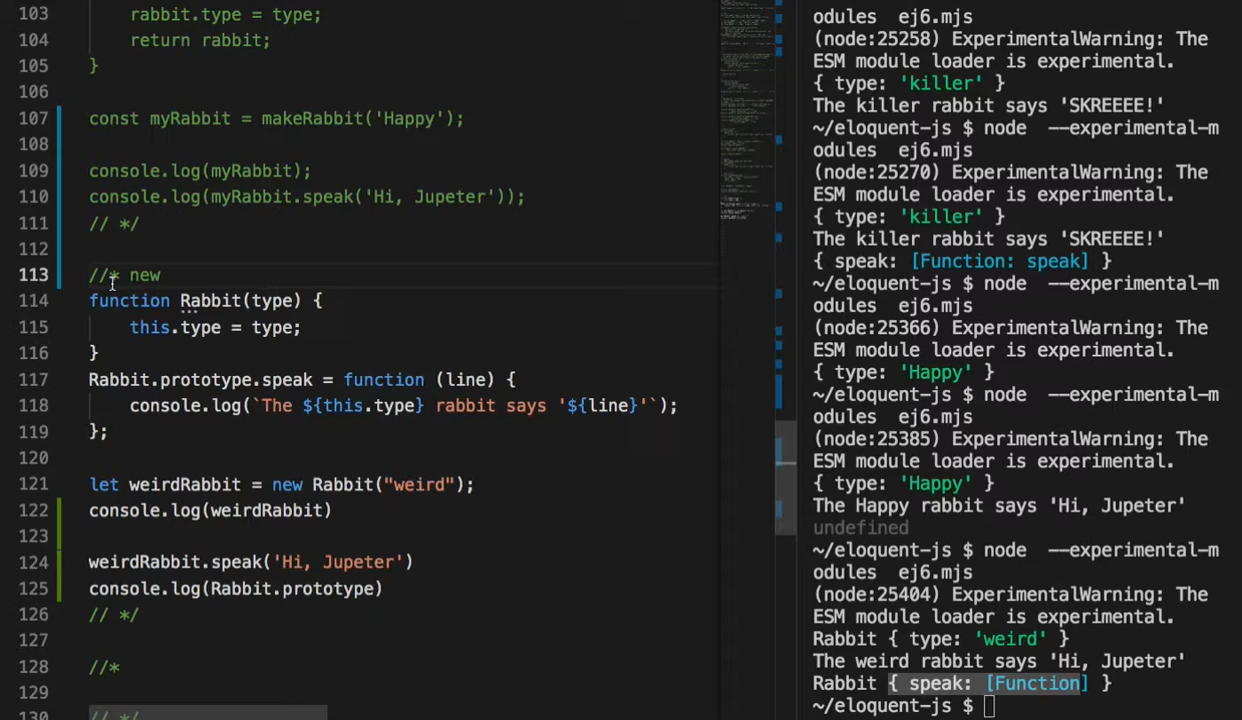 103 rabbit.type = type;
104 return rabbit;
105 }
106
107 const myRabbit = makeRabbit('Happy');
108
109 console.log(myRabbit);
110 console.log(myRabbit.speak('Hi, Jupeter'));
111 // */
112
113 //* new
114 function Rabbit(type) {
115 this.type = type;
116 }
117 Rabbit.prototype.speak = function (line) {
118 console.log(`The ${this.type} rabbit says '${line}'`);
119 };
120
121 let weirdRabbit = new Rabbit("weird");
122 console.log(weirdRabbit)
123
124 weirdRabbit.speak('Hi, Jupeter')
125 console.log(Rabbit.prototype)
126 // */
127
128 //*
129
130 // */
odules ej6.mjs
(node:25258) ExperimentalWarning: The
ESM module loader is experimental.
{ type: 'killer' }
The killer rabbit says 'SKREEEE!'
~/eloquent-js $ node --experimental-m
odules ej6.mjs
(node:25270) ExperimentalWarning: The
ESM module loader is experimental.
{ type: 'killer' }
The killer rabbit says 'SKREEEE!'
{ speak: [Function: speak] }
~/eloquent-js $ node --experimental-m
odules ej6.mjs
(node:25366) ExperimentalWarning: The
ESM module loader is experimental.
{ type: 'Happy' }
~/eloquent-js $ node --experimental-m
odules ej6.mjs
(node:25385) ExperimentalWarning: The
ESM module loader is experimental.
{ type: 'Happy' }
The Happy rabbit says 'Hi, Jupeter'
undefined
~/eloquent-js $ node --experimental-m
odules ej6.mjs
(node:25404) ExperimentalWarning: The
ESM module loader is experimental.
Rabbit { type: 'weird' }
The weird rabbit says 'Hi, Jupeter'
Rabbit { speak: [Function] }
~/eloquent-js $